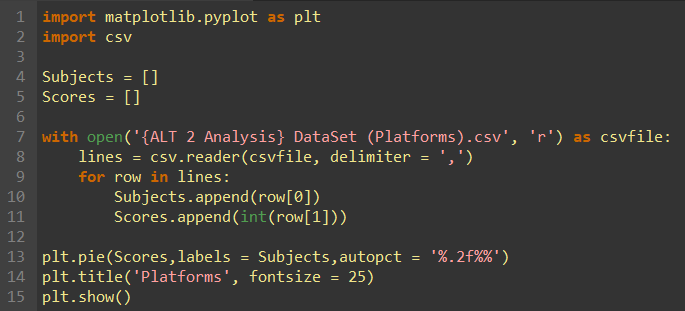 1 import matplotlib.pyplot as plt
2 import csv
3
4 Subjects = []
5 Scores = []
6
7 with open('{ALT 2 Analysis} DataSet (Platforms).csv', 'r') as csvfile:
8     lines = csv.reader(csvfile, delimiter = ',')
9     for row in lines:
10         Subjects.append(row[0])
11         Scores.append(int(row[1]))
12
13 plt.pie(Scores,labels = Subjects,autopct = '%.2f%%')
14 plt.title('Platforms', fontsize = 25)
15 plt.show()